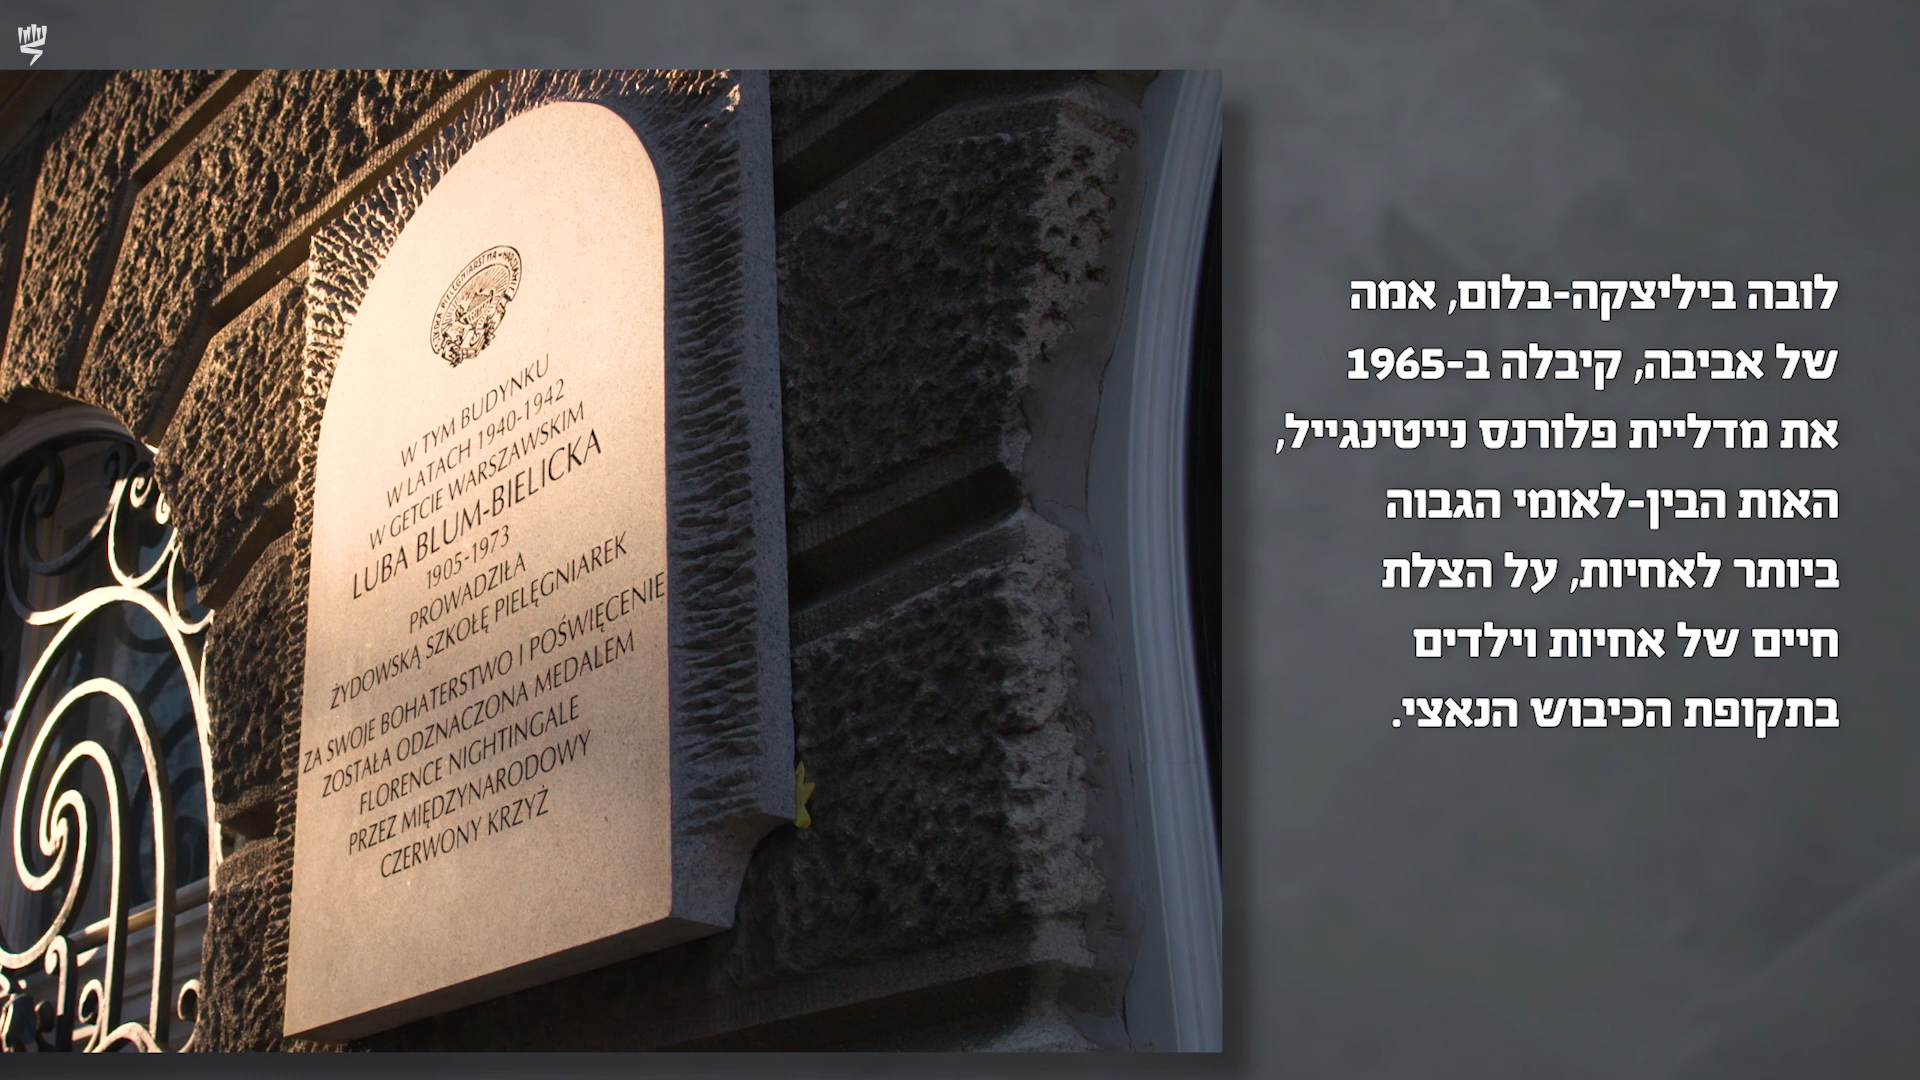 W TYM BUDYNKU
W LATACH 1940-1942
W GETCIE WARSZAWSKIM
LUBA BLUM-BIELICKA
1905-1973
PROWADZIŁA
ŻYDOWSKĄ SZKOŁĘ PIELĘGNIAREK
ZA SWOJE BOHATERSTWO I POŚWIĘCENIE
ZOSTAŁA ODZNACZONA MEDALEM
FLORENCE NIGHTINGALE
PRZEZ MIĘDZYNARODOWY
CZERWONY KRZYŻ
לובה ביליצקה-בלום, אמה
של אביבה, קיבלה ב-1965
את מדליית פלורנס נייטינגייל,
האות הבין-לאומי הגבוה
ביותר לאחיות, על הצלת
חיים של אחיות וילדים
בתקופת הכיבוש הנאצי.